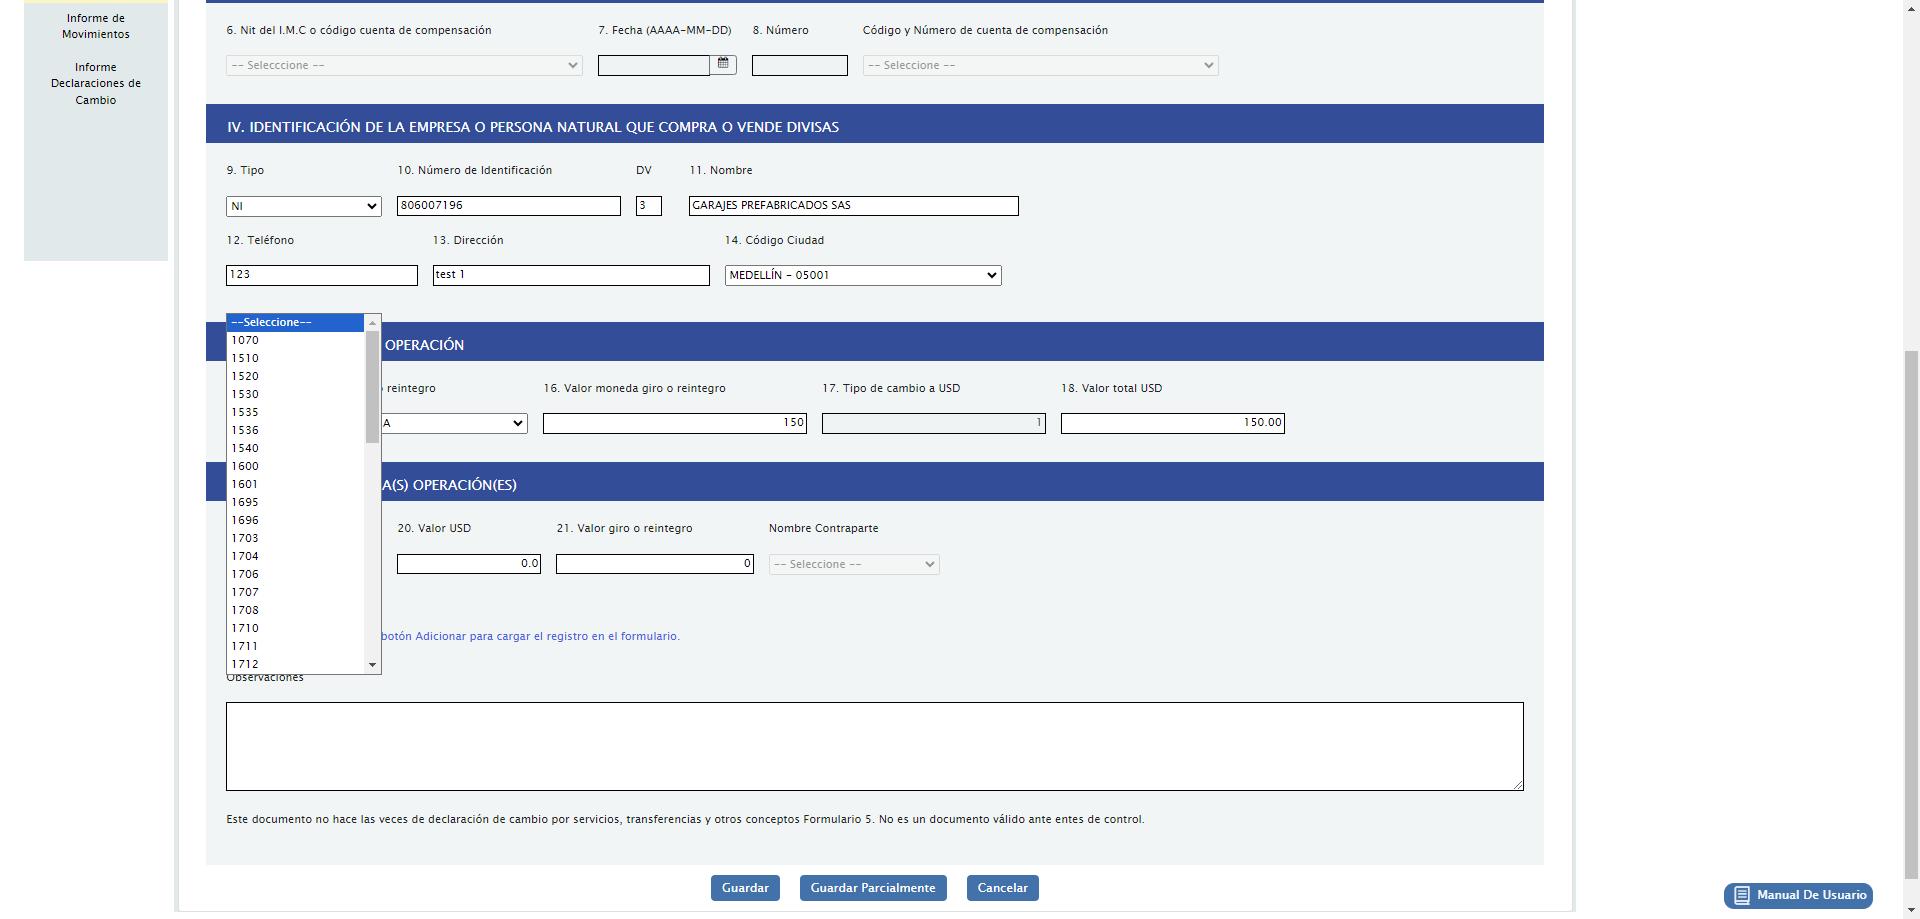 Informe de
Movimientos
Informe
Declaraciones de
Cambio
6. Nit del I.M.C o código cuenta de compensación
7. Fecha (AAAA-MM-DD)
8. Número
Código y Número de cuenta de compensación
-- Selecccione --
-- Seleccione --
IV. IDENTIFICACIÓN DE LA EMPRESA O PERSONA NATURAL QUE COMPRA O VENDE DIVISAS
9. Tipo
10. Número de Identificación
DV
11. Nombre
NI
806007196
3
GARAJES PREFABRICADOS SAS
12. Teléfono
13. Dirección
14. Código Ciudad
123
test 1
MEDELLÍN - 05001
--Seleccione--
1070
1510
1520
1530
1535
1536
1540
1600
1601
1695
1696
1703
1704
1706
1707
1708
1710
1711
1712
OPERACIÓN
reintegro
16. Valor moneda giro o reintegro
17. Tipo de cambio a USD
18. Valor total USD
A
150
1
150.00
A(S) OPERACIÓN(ES)
20. Valor USD
21. Valor giro o reintegro
Nombre Contraparte
0.0
0
-- Seleccione --
botón Adicionar para cargar el registro en el formulario.
Observaciones
Este documento no hace las veces de declaración de cambio por servicios, transferencias y otros conceptos Formulario 5. No es un documento válido ante entes de control.
Guardar
Guardar Parcialmente
Cancelar
Manual De Usuario